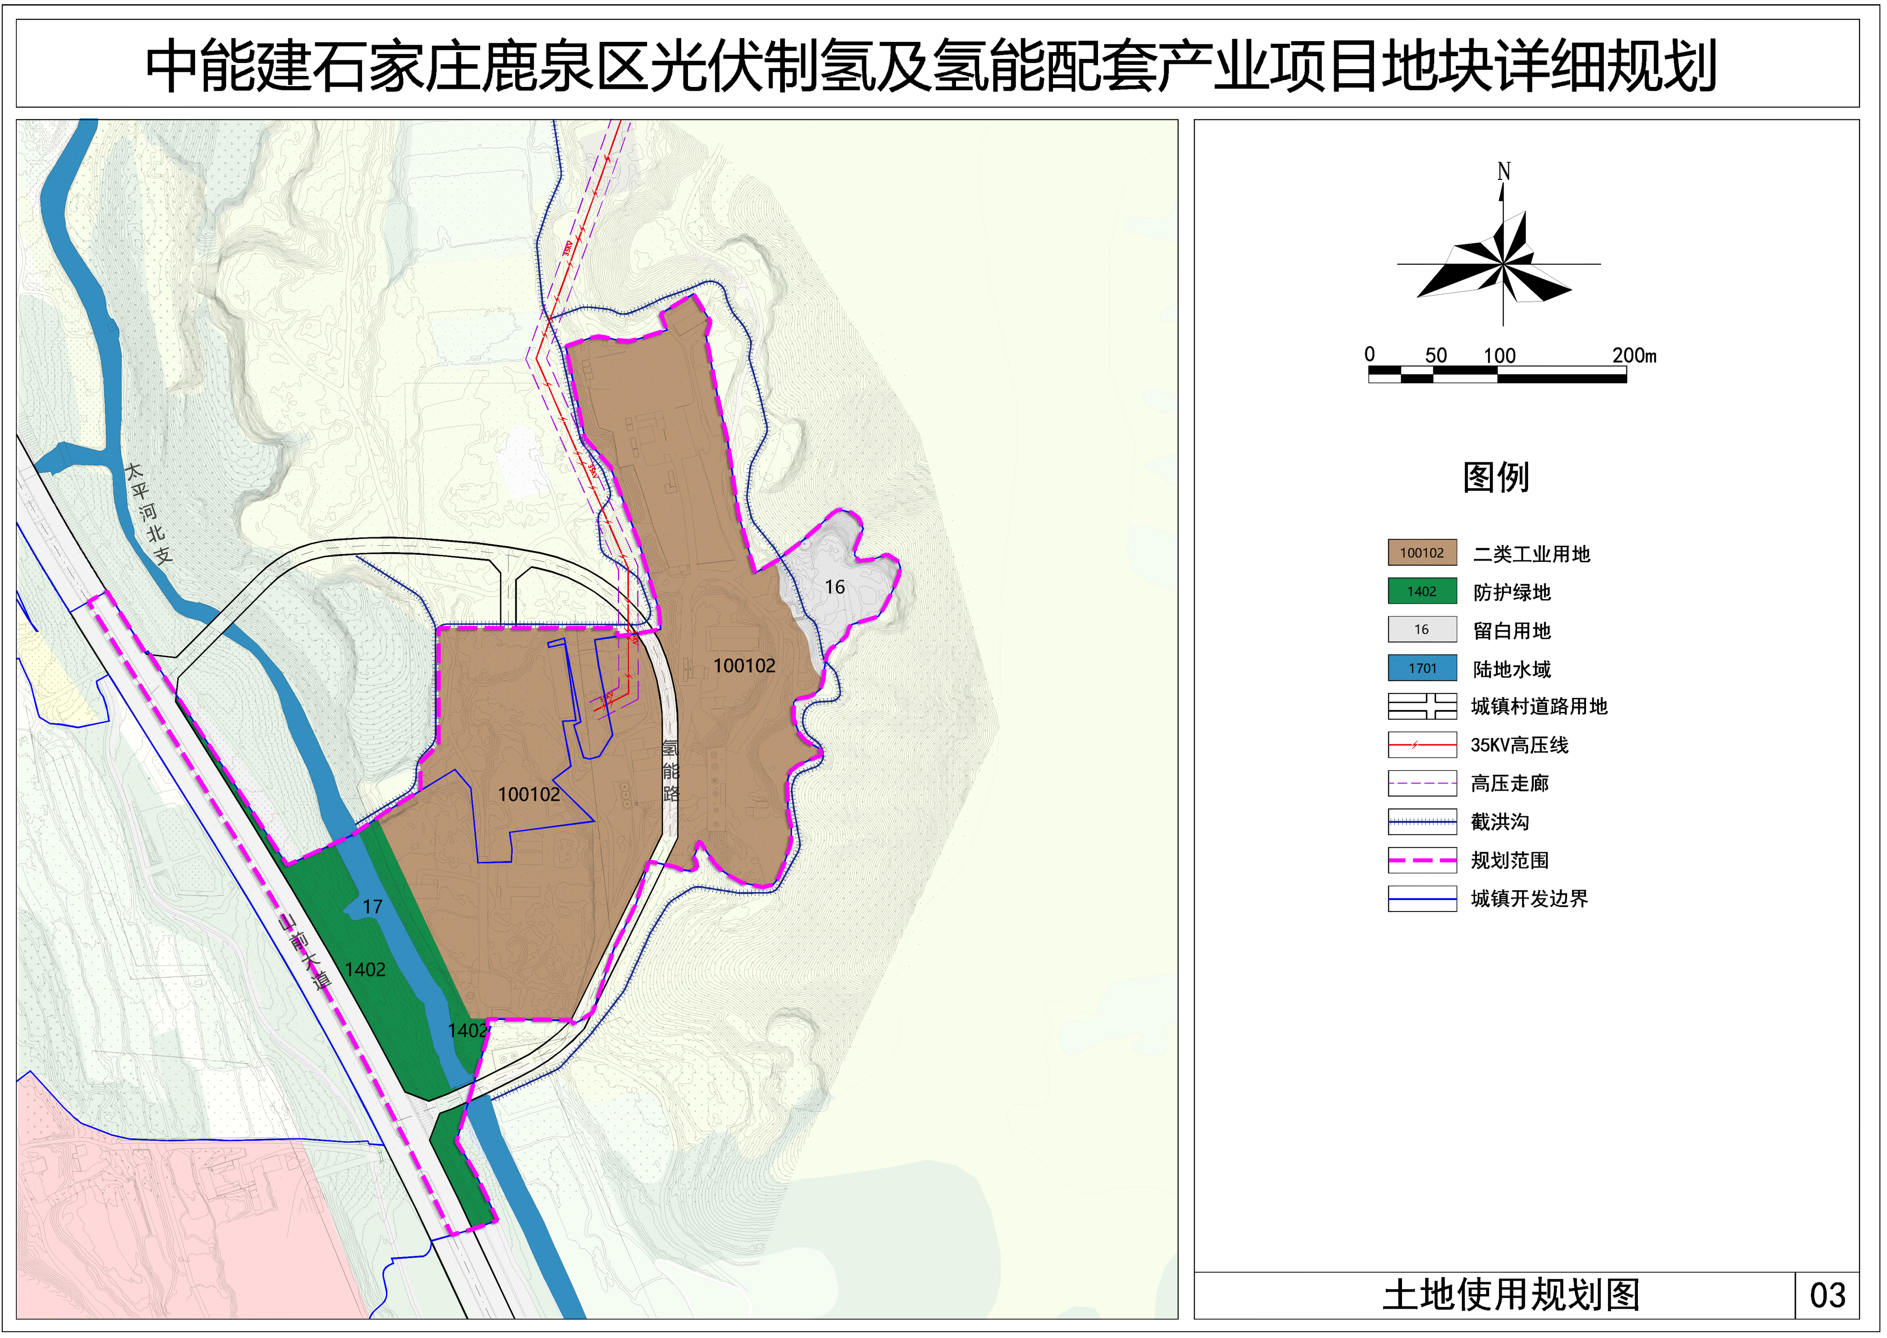 中能建石家庄鹿泉区光伏制氢及氢能配套产业项目地块详细规划
35KV
太平河北支
35KV
16
100102
氢能路
100102
17
1402
山前大道
1402
N
0 50 100 200m
图例
100102 二类工业用地
1402 防护绿地
16 留白用地
1701 陆地水域
城镇村道路用地
35KV高压线
高压走廊
截洪沟
规划范围
城镇开发边界
土地使用规划图 03